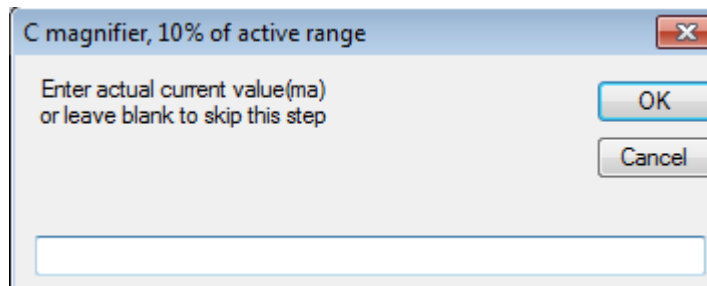 C magnifier, 10% of active range
Enter actual current value(ma)
or leave blank to skip this step
OK
Cancel